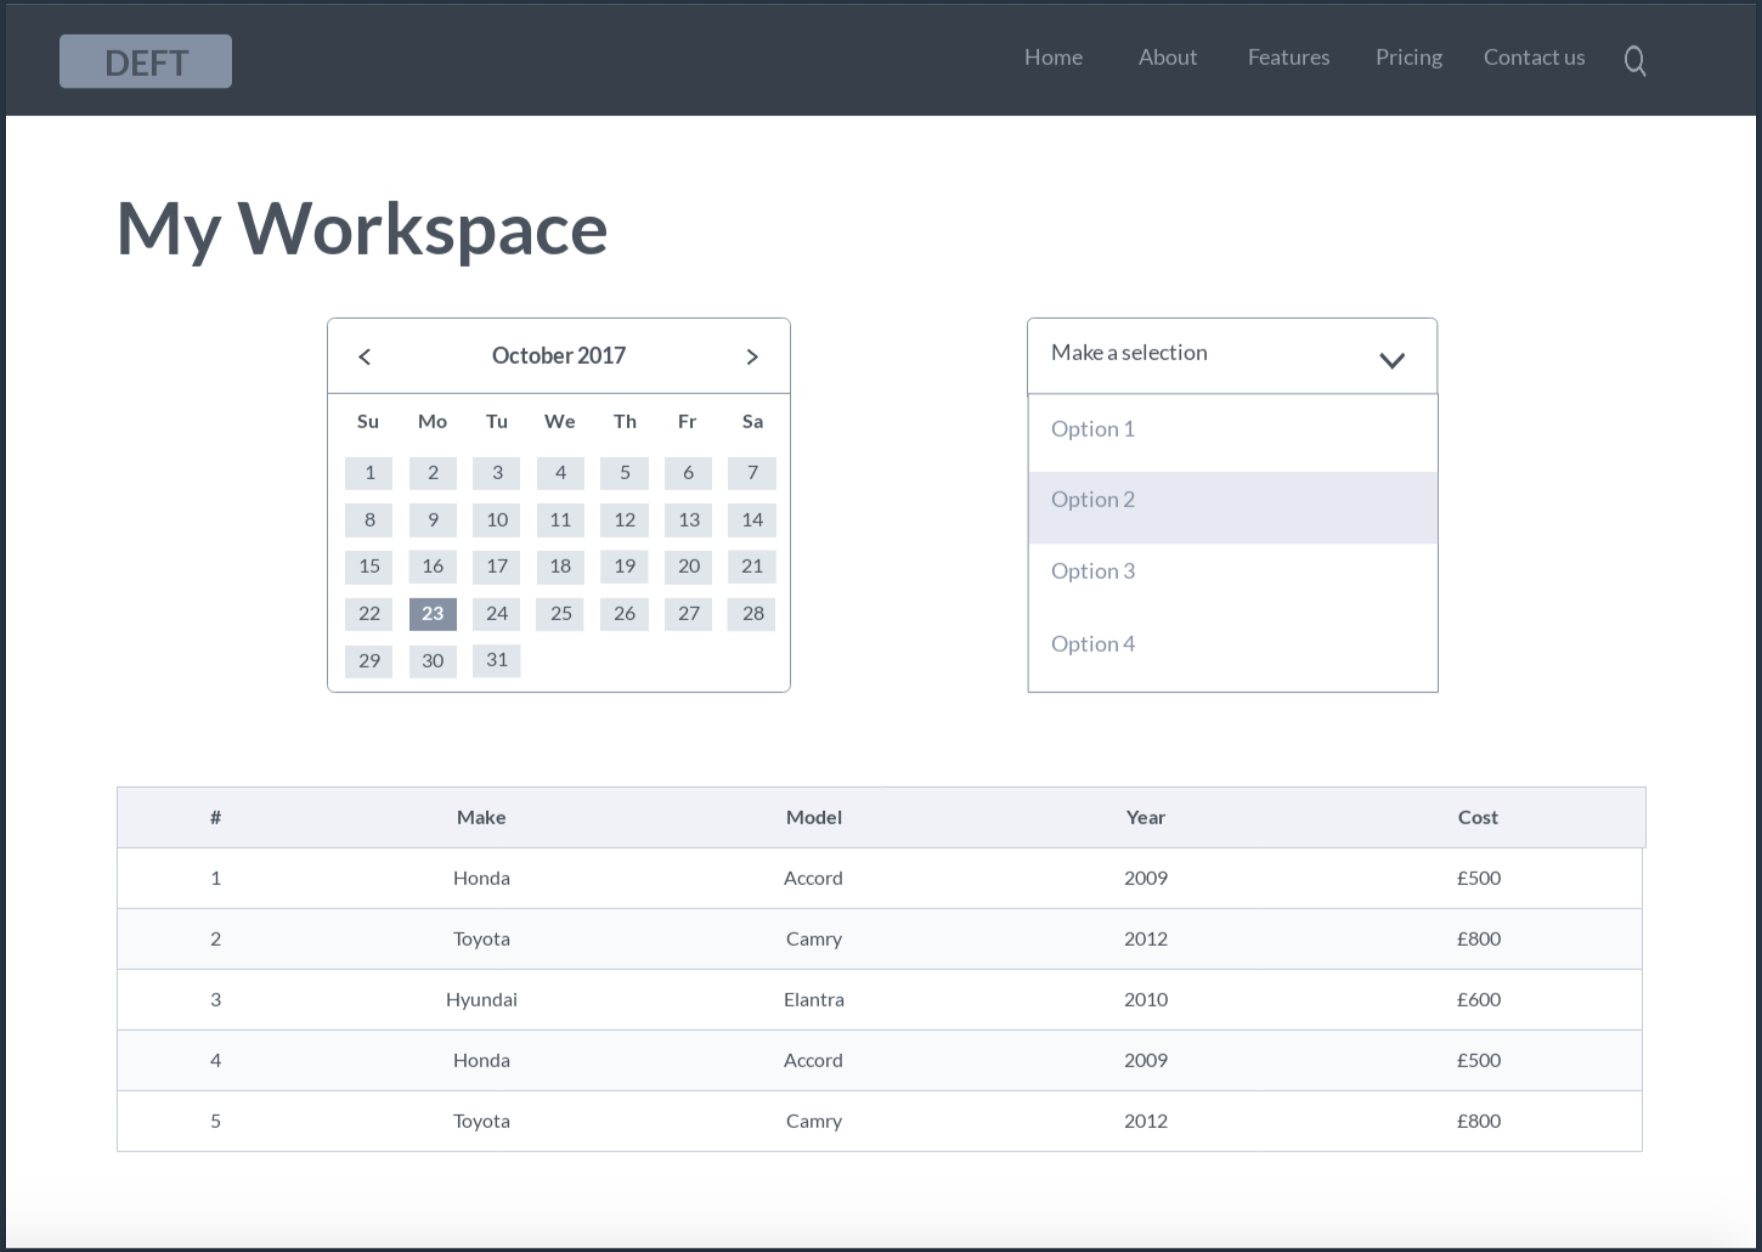 DEFT Home About Features Pricing Contact us
My Workspace
< October 2017 >
Su Mo Tu We Th Fr Sa
1 2 3 4 5 6 7
8 9 10 11 12 13 14
15 16 17 18 19 20 21
22 23 24 25 26 27 28
29 30 31
Make a selection
Option 1
Option 2
Option 3
Option 4
# Make Model Year Cost
1 Honda Accord 2009 £500
2 Toyota Camry 2012 £800
3 Hyundai Elantra 2010 £600
4 Honda Accord 2009 £500
5 Toyota Camry 2012 £800